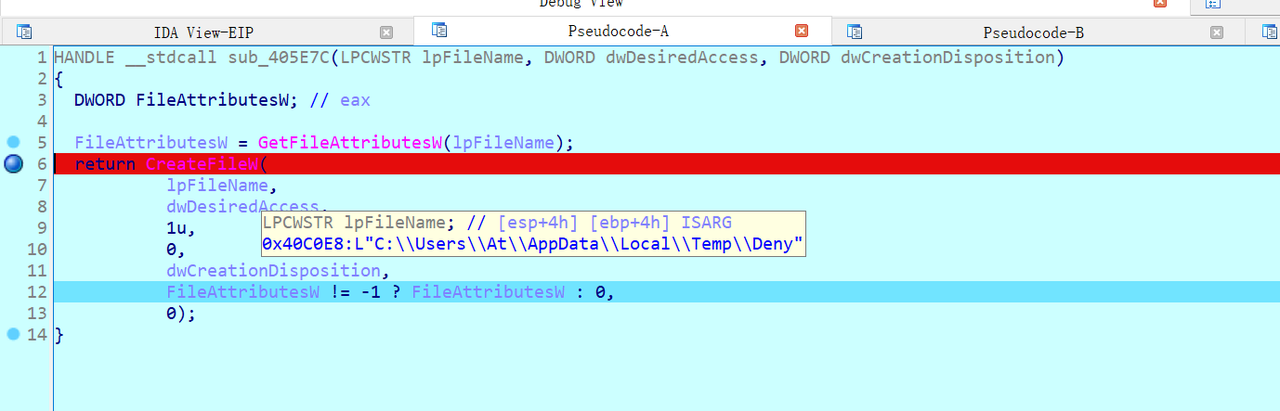 Debug View
IDA View-EIP Pseudocode-A Pseudocode-B
1 HANDLE __stdcall sub_405E7C(LPCWSTR lpFileName, DWORD dwDesiredAccess, DWORD dwCreationDisposition)
2 {
3 DWORD FileAttributesW; // eax
4
5 FileAttributesW = GetFileAttributesW(lpFileName);
6 return CreateFileW(
7 lpFileName,
8 dwDesiredAccess,
LPCWSTR lpFileName; // [esp+4h] [ebp+4h] ISARG
9 1u,
0x40C0E8:L"C:\\Users\\At\\AppData\\Local\\Temp\\Deny"
10 0,
11 dwCreationDisposition,
12 FileAttributesW != -1 ? FileAttributesW : 0,
13 0);
14 }